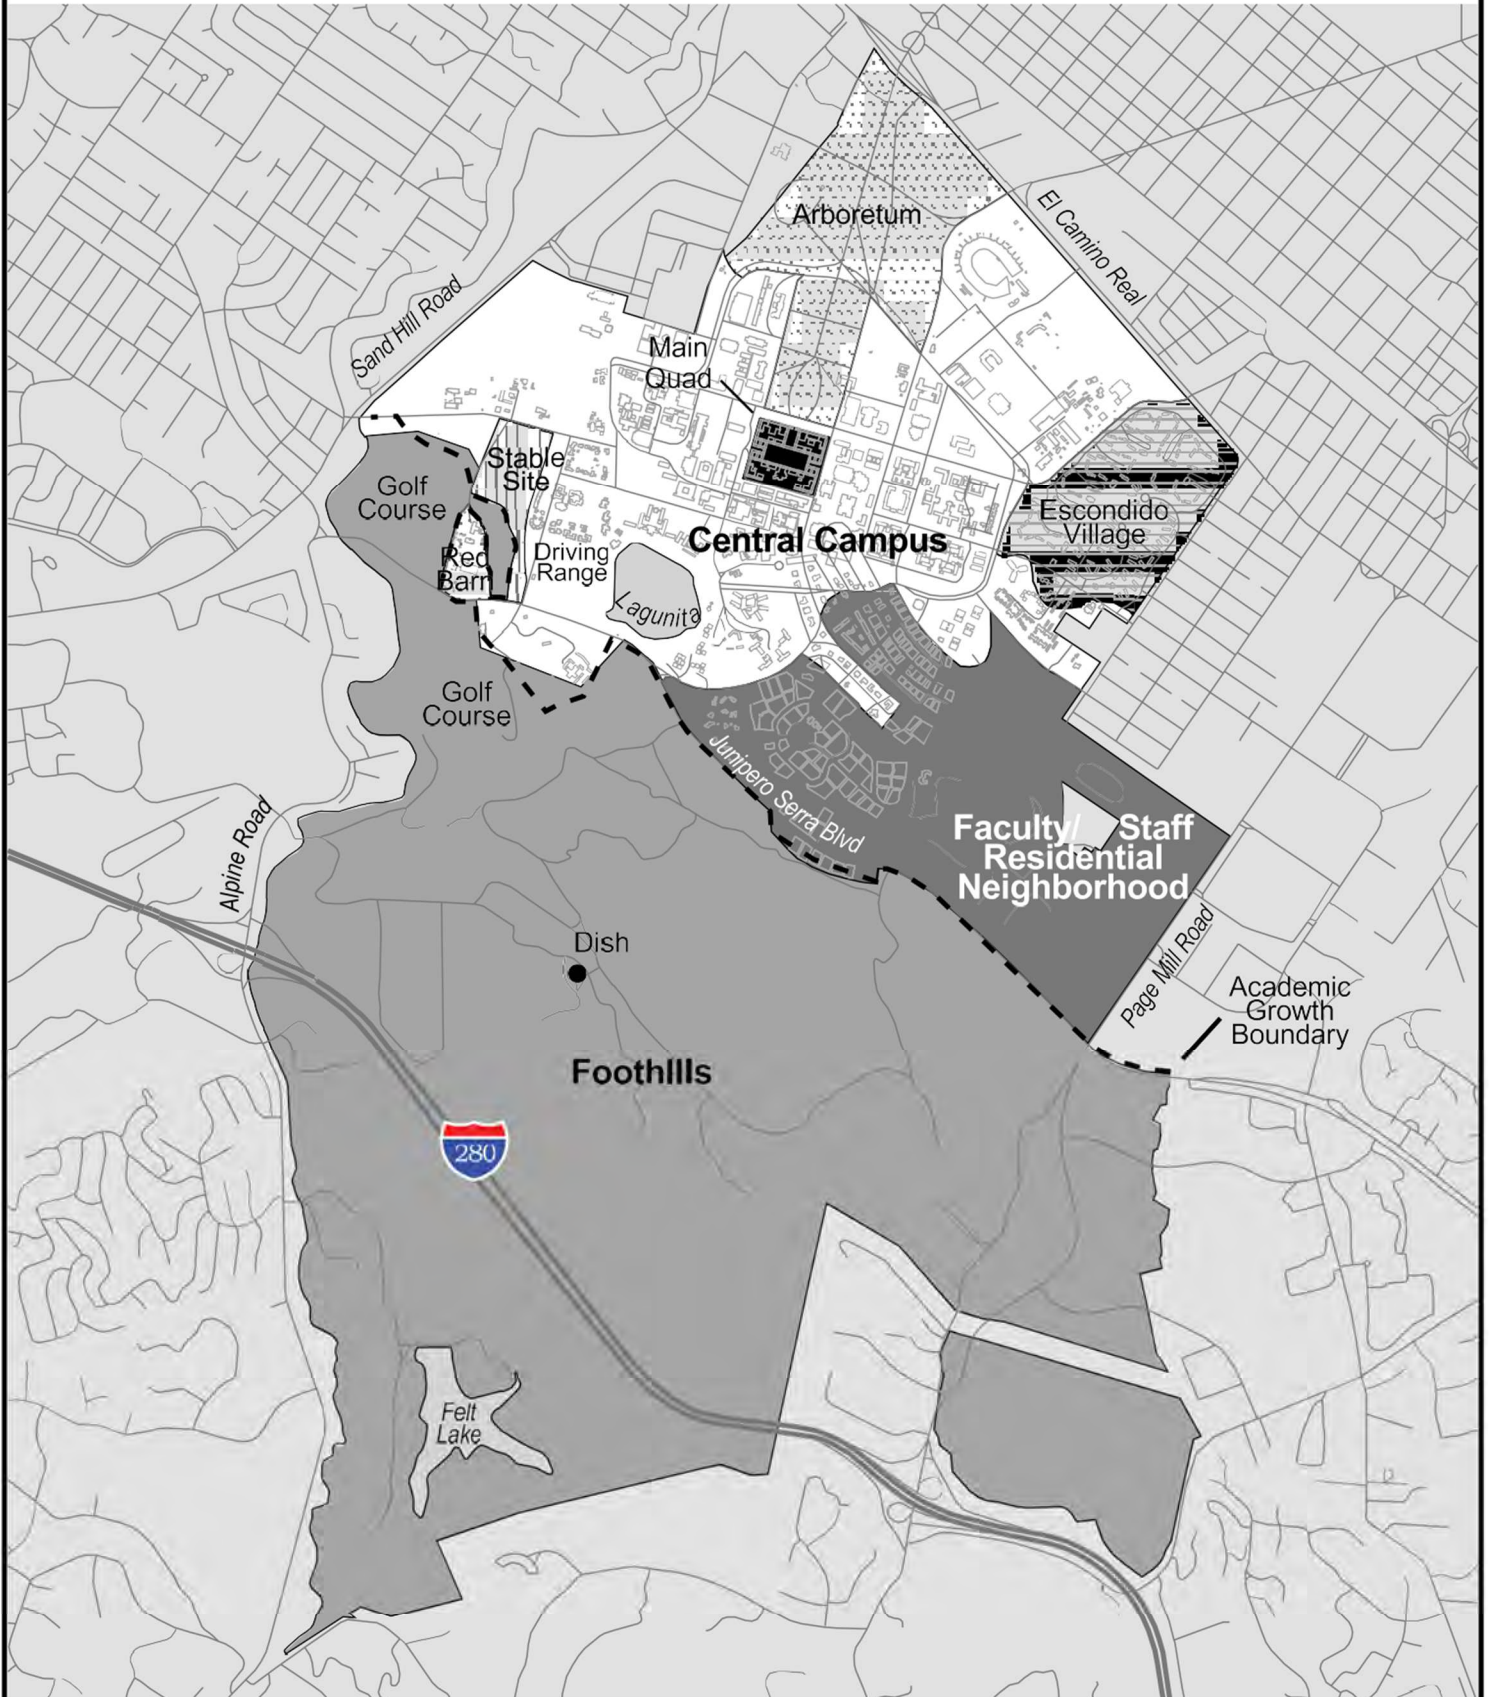 Arboretum
El Camino Real
Sand Hill Road
Main
Quad
Stable
Site
Golf
Course
Escondido
Village
Central Campus
Red
Barn
Driving
Range
Lagunita
Golf
Course
Junipero Serra Blvd
Alpine Road
Faculty/ Staff
Residential
Neighborhood
Dish
Page Mill Road
Academic
Growth
Boundary
FoothIlls
280
Felt
Lake